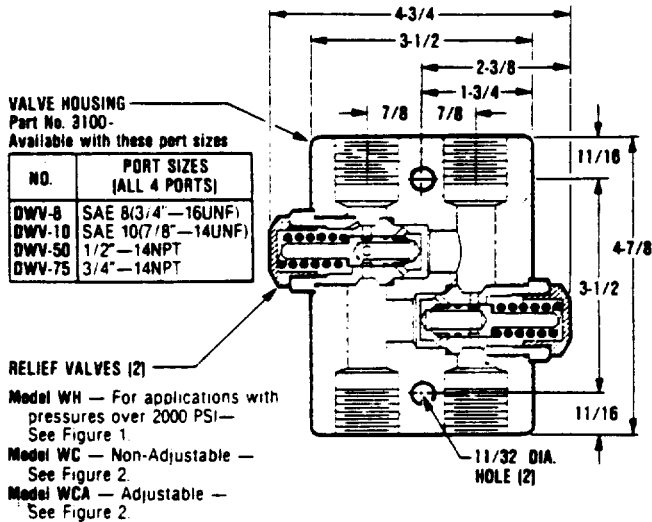 4-3/4
3-1/2
2-3/8
1-3/4
7/8 7/8
VALVE HOUSING
Part No. 3100-
Available with these port sizes
NO. PORT SIZES
(ALL 4 PORTS)
DWV-8 SAE 8(3/4"—16UNF)
DWV-10 SAE 10(7/8"—14UNF)
DWV-50 1/2"—14NPT
DWV-75 3/4"—14NPT
11/16
4-7/8
3-1/2
11/16
RELIEF VALVES (2)
Model WH — For applications with
pressures over 2000 PSI—
See Figure 1.
Model WC — Non-Adjustable —
See Figure 2.
Model WCA — Adjustable —
See Figure 2.
11/32 DIA.
HOLE (2)